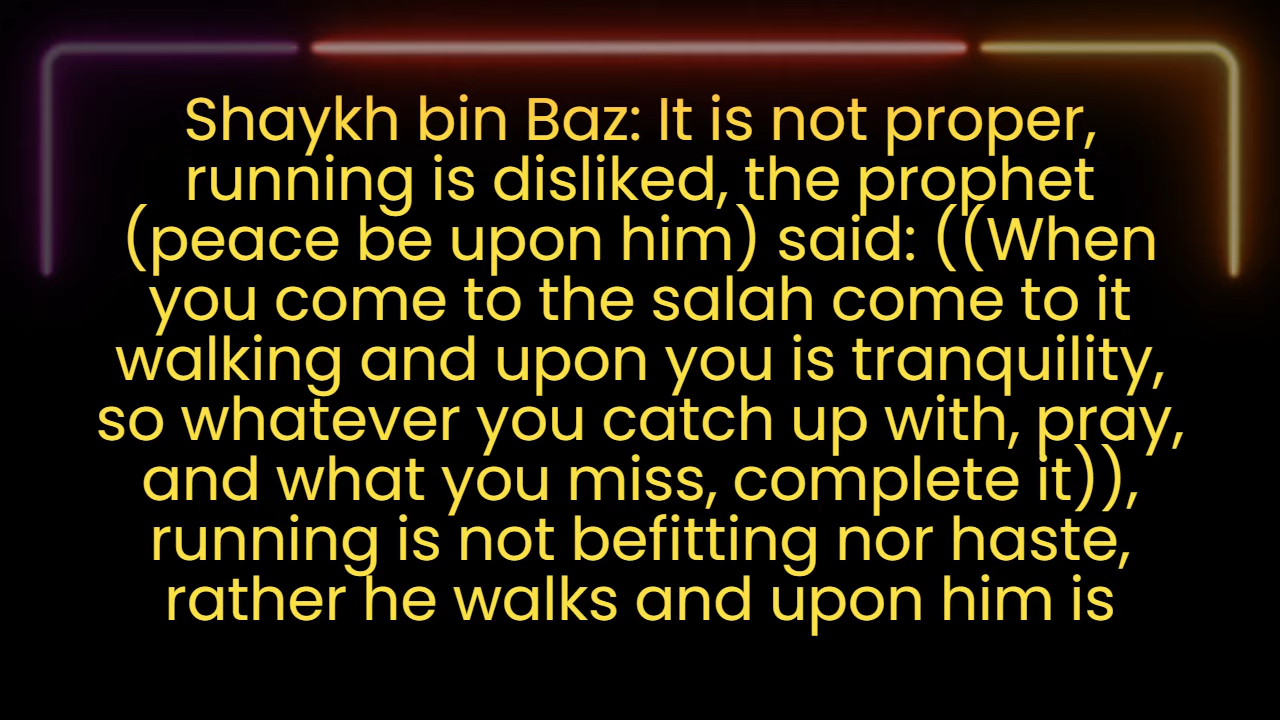 Shaykh bin Baz: It is not proper,
running is disliked, the prophet
(peace be upon him) said: ((When
you come to the salah come to it
walking and upon you is tranquility,
so whatever you catch up with, pray,
and what you miss, complete it)),
running is not befitting nor haste,
rather he walks and upon him is